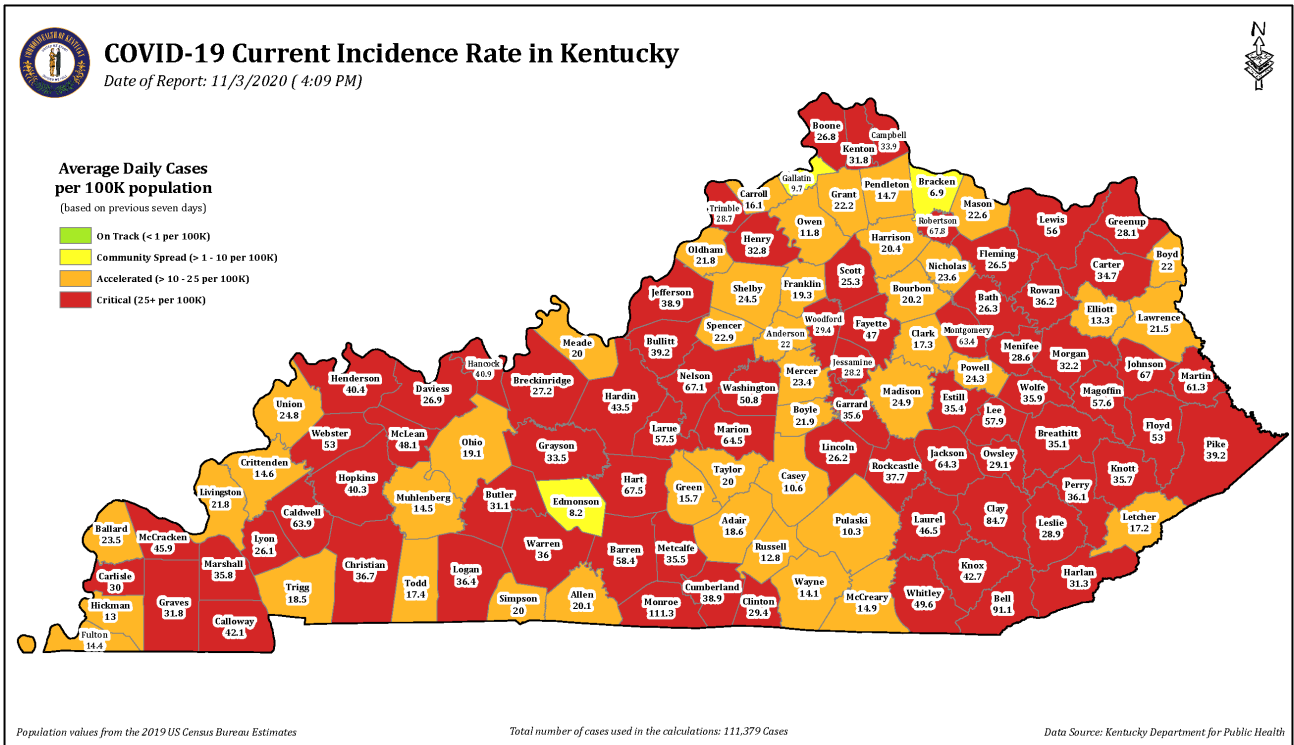 COVID-19 Current Incidence Rate in Kentucky
Date of Report: 11/3/2020 ( 4:09 PM)
N
Average Daily Cases
per 100K population
(based on previous seven days)
On Track (< 1 per 100K)
Community Spread (> 1 - 10 per 100K)
Accelerated (> 10 - 25 per 100K)
Critical (25+ per 100K)
Boone
26.8
Campbell
33.9
Kenton
31.8
Gallatin
9.7
Carroll
16.1
Trimble
28.7
Grant
22.2
Pendleton
14.7
Bracken
6.9
Mason
22.6
Robertson
67.8
Lewis
56
Greenup
28.1
Owen
11.8
Henry
32.8
Oldham
21.8
Harrison
20.4
Fleming
26.5
Carter
34.7
Boyd
22
Nicholas
23.6
Scott
25.3
Jefferson
38.9
Shelby
24.5
Franklin
19.3
Bourbon
20.2
Bath
26.3
Rowan
36.2
Elliott
13.3
Lawrence
21.5
Spencer
22.9
Anderson
22
Woodford
29.4
Fayette
47
Clark
17.3
Montgomery
63.4
Meade
20
Bullitt
39.2
Menifee
28.6
Morgan
32.2
Johnson
67
Martin
61.3
Hancock
40.9
Breckinridge
27.2
Henderson
40.4
Daviess
26.9
Nelson
67.1
Washington
50.8
Mercer
23.4
Jessamine
28.2
Powell
24.3
Wolfe
35.9
Magoffin
57.6
Hardin
43.5
Madison
24.9
Estill
35.4
Garrard
35.6
Boyle
21.9
Lee
57.9
Union
24.8
Webster
53
McLean
48.1
Ohio
19.1
Grayson
33.5
Larue
57.5
Marion
64.5
Lincoln
26.2
Rockcastle
37.7
Jackson
64.3
Owsley
29.1
Breathitt
35.1
Floyd
53
Pike
39.2
Knott
35.7
Perry
36.1
Crittenden
14.6
Livingston
21.8
Hopkins
40.3
Muhlenberg
14.5
Butler
31.1
Edmonson
8.2
Hart
67.5
Green
15.7
Taylor
20
Casey
10.6
Caldwell
63.9
Adair
18.6
Pulaski
10.3
Laurel
46.5
Clay
84.7
Leslie
28.9
Letcher
17.2
Ballard
23.5
McCracken
45.9
Lyon
26.1
Marshall
35.8
Warren
36
Barren
58.4
Metcalfe
35.5
Russell
12.8
Knox
42.7
Harlan
31.3
Carlisle
30
Graves
31.8
Hickman
13
Fulton
14.4
Calloway
42.1
Trigg
18.5
Christian
36.7
Todd
17.4
Logan
36.4
Simpson
20
Allen
20.1
Monroe
111.3
Cumberland
38.9
Clinton
29.4
Wayne
14.1
McCreary
14.9
Whitley
49.6
Bell
91.1
Population values from the 2019 US Census Bureau Estimates
Total number of cases used in the calculations: 111,379 Cases
Data Source: Kentucky Department for Public Health